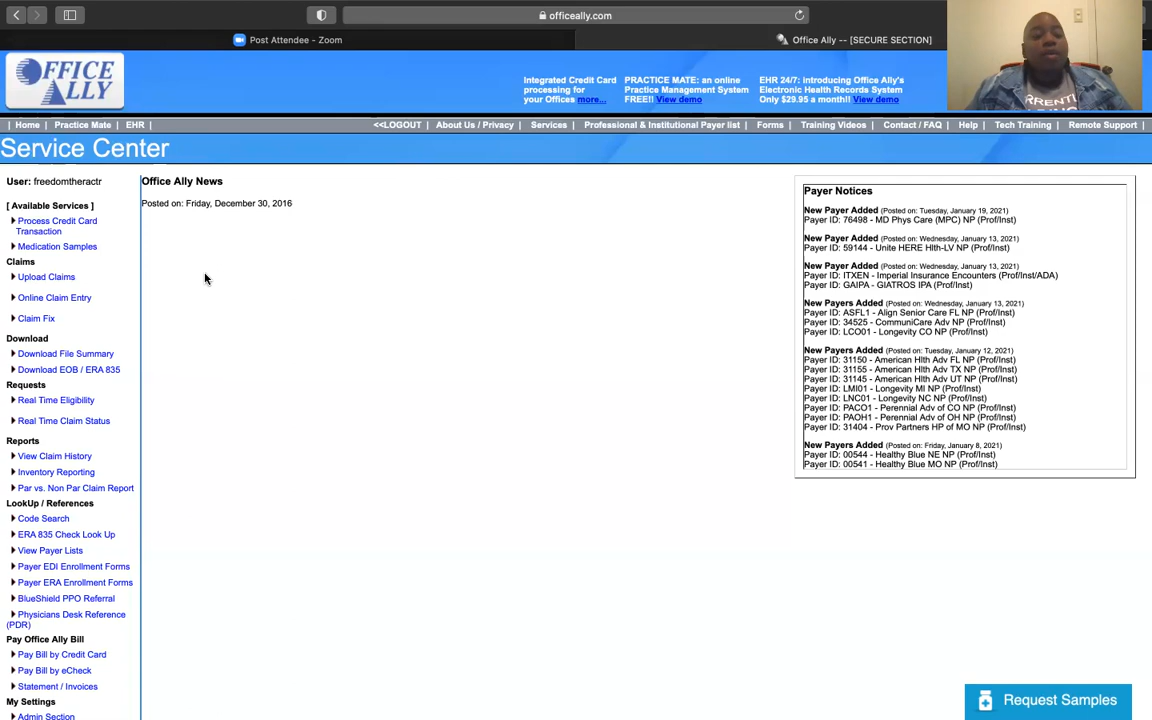 officeally.com
Post Attendee - Zoom
Office Ally -- [SECURE SECTION]
OFFICE
ALLY
Integrated Credit Card
processing for
your Offices more...
PRACTICE MATE: an online
Practice Management System
FREE!! View demo
EHR 24/7: introducing Office Ally's
Electronic Health Records System
Only $29.95 a month!! View demo
| Home | Practice Mate | EHR |
<<LOGOUT | About Us / Privacy | Services | Professional & Institutional Payer list | Forms | Training Videos | Contact / FAQ | Help | Tech Training | Remote Support |
Service Center
User: freedomtheractr
[ Available Services ]
Process Credit Card
Transaction
Medication Samples
Claims
Upload Claims
Online Claim Entry
Claim Fix
Download
Download File Summary
Download EOB / ERA 835
Requests
Real Time Eligibility
Real Time Claim Status
Reports
View Claim History
Inventory Reporting
Par vs. Non Par Claim Report
LookUp / References
Code Search
ERA 835 Check Look Up
View Payer Lists
Payer EDI Enrollment Forms
Payer ERA Enrollment Forms
BlueShield PPO Referral
Physicians Desk Reference
(PDR)
Pay Office Ally Bill
Pay Bill by Credit Card
Pay Bill by eCheck
Statement / Invoices
My Settings
Admin Section
Office Ally News
Posted on: Friday, December 30, 2016
Payer Notices
New Payer Added (Posted on: Tuesday, January 19, 2021)
Payer ID: 76498 - MD Phys Care (MPC) NP (Prof/Inst)
New Payer Added (Posted on: Wednesday, January 13, 2021)
Payer ID: 59144 - Unite HERE Hlth-LV NP (Prof/Inst)
New Payer Added (Posted on: Wednesday, January 13, 2021)
Payer ID: ITXEN - Imperial Insurance Encounters (Prof/Inst/ADA)
Payer ID: GAIPA - GIATROS IPA (Prof/Inst)
New Payers Added (Posted on: Wednesday, January 13, 2021)
Payer ID: ASFL1 - Align Senior Care FL NP (Prof/Inst)
Payer ID: 34525 - CommuniCare Adv NP (Prof/Inst)
Payer ID: LCO01 - Longevity CO NP (Prof/Inst)
New Payers Added (Posted on: Tuesday, January 12, 2021)
Payer ID: 31150 - American Hlth Adv FL NP (Prof/Inst)
Payer ID: 31155 - American Hlth Adv TX NP (Prof/Inst)
Payer ID: 31145 - American Hlth Adv UT NP (Prof/Inst)
Payer ID: LMI01 - Longevity MI NP (Prof/Inst)
Payer ID: LNC01 - Longevity NC NP (Prof/Inst)
Payer ID: PACO1 - Perennial Adv of CO NP (Prof/Inst)
Payer ID: PAOH1 - Perennial Adv of OH NP (Prof/Inst)
Payer ID: 31404 - Prov Partners HP of MO NP (Prof/Inst)
New Payers Added (Posted on: Friday, January 8, 2021)
Payer ID: 00544 - Healthy Blue NE NP (Prof/Inst)
Payer ID: 00541 - Healthy Blue MO NP (Prof/Inst)
Request Samples